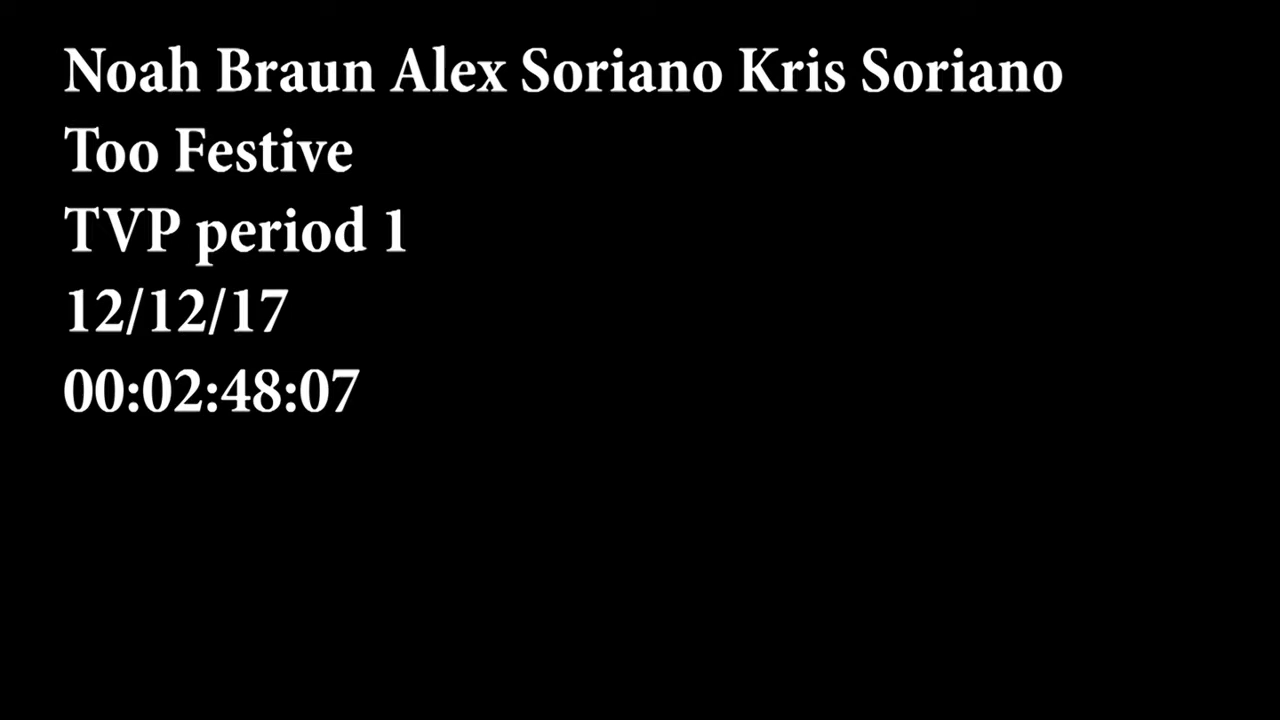 Noah Braun Alex Soriano Kris Soriano
Too Festive
TVP period 1
12/12/17
00:02:48:07